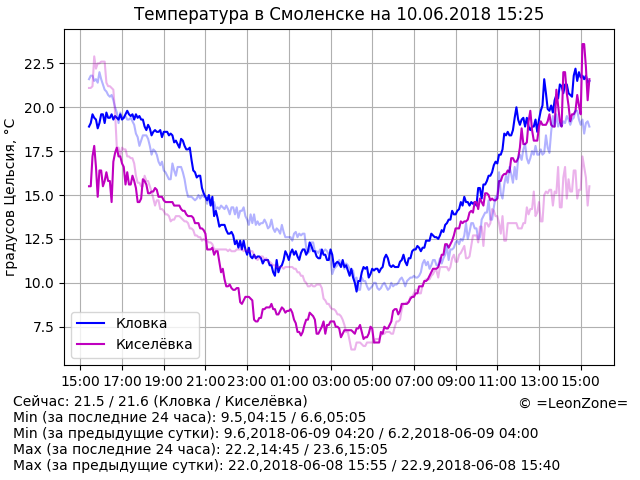 Температура в Смоленске на 10.06.2018 15:25
градусов Цельсия, °C
22.5
20.0
17.5
15.0
12.5
10.0
7.5
Кловка
Киселёвка
15:00 17:00 19:00 21:00 23:00 01:00 03:00 05:00 07:00 09:00 11:00 13:00 15:00
Сейчас: 21.5 / 21.6 (Кловка / Киселёвка)
© =LeonZone=
Min (за последние 24 часа): 9.5,04:15 / 6.6,05:05
Min (за предыдущие сутки): 9.6,2018-06-09 04:20 / 6.2,2018-06-09 04:00
Max (за последние 24 часа): 22.2,14:45 / 23.6,15:05
Max (за предыдущие сутки): 22.0,2018-06-08 15:55 / 22.9,2018-06-08 15:40